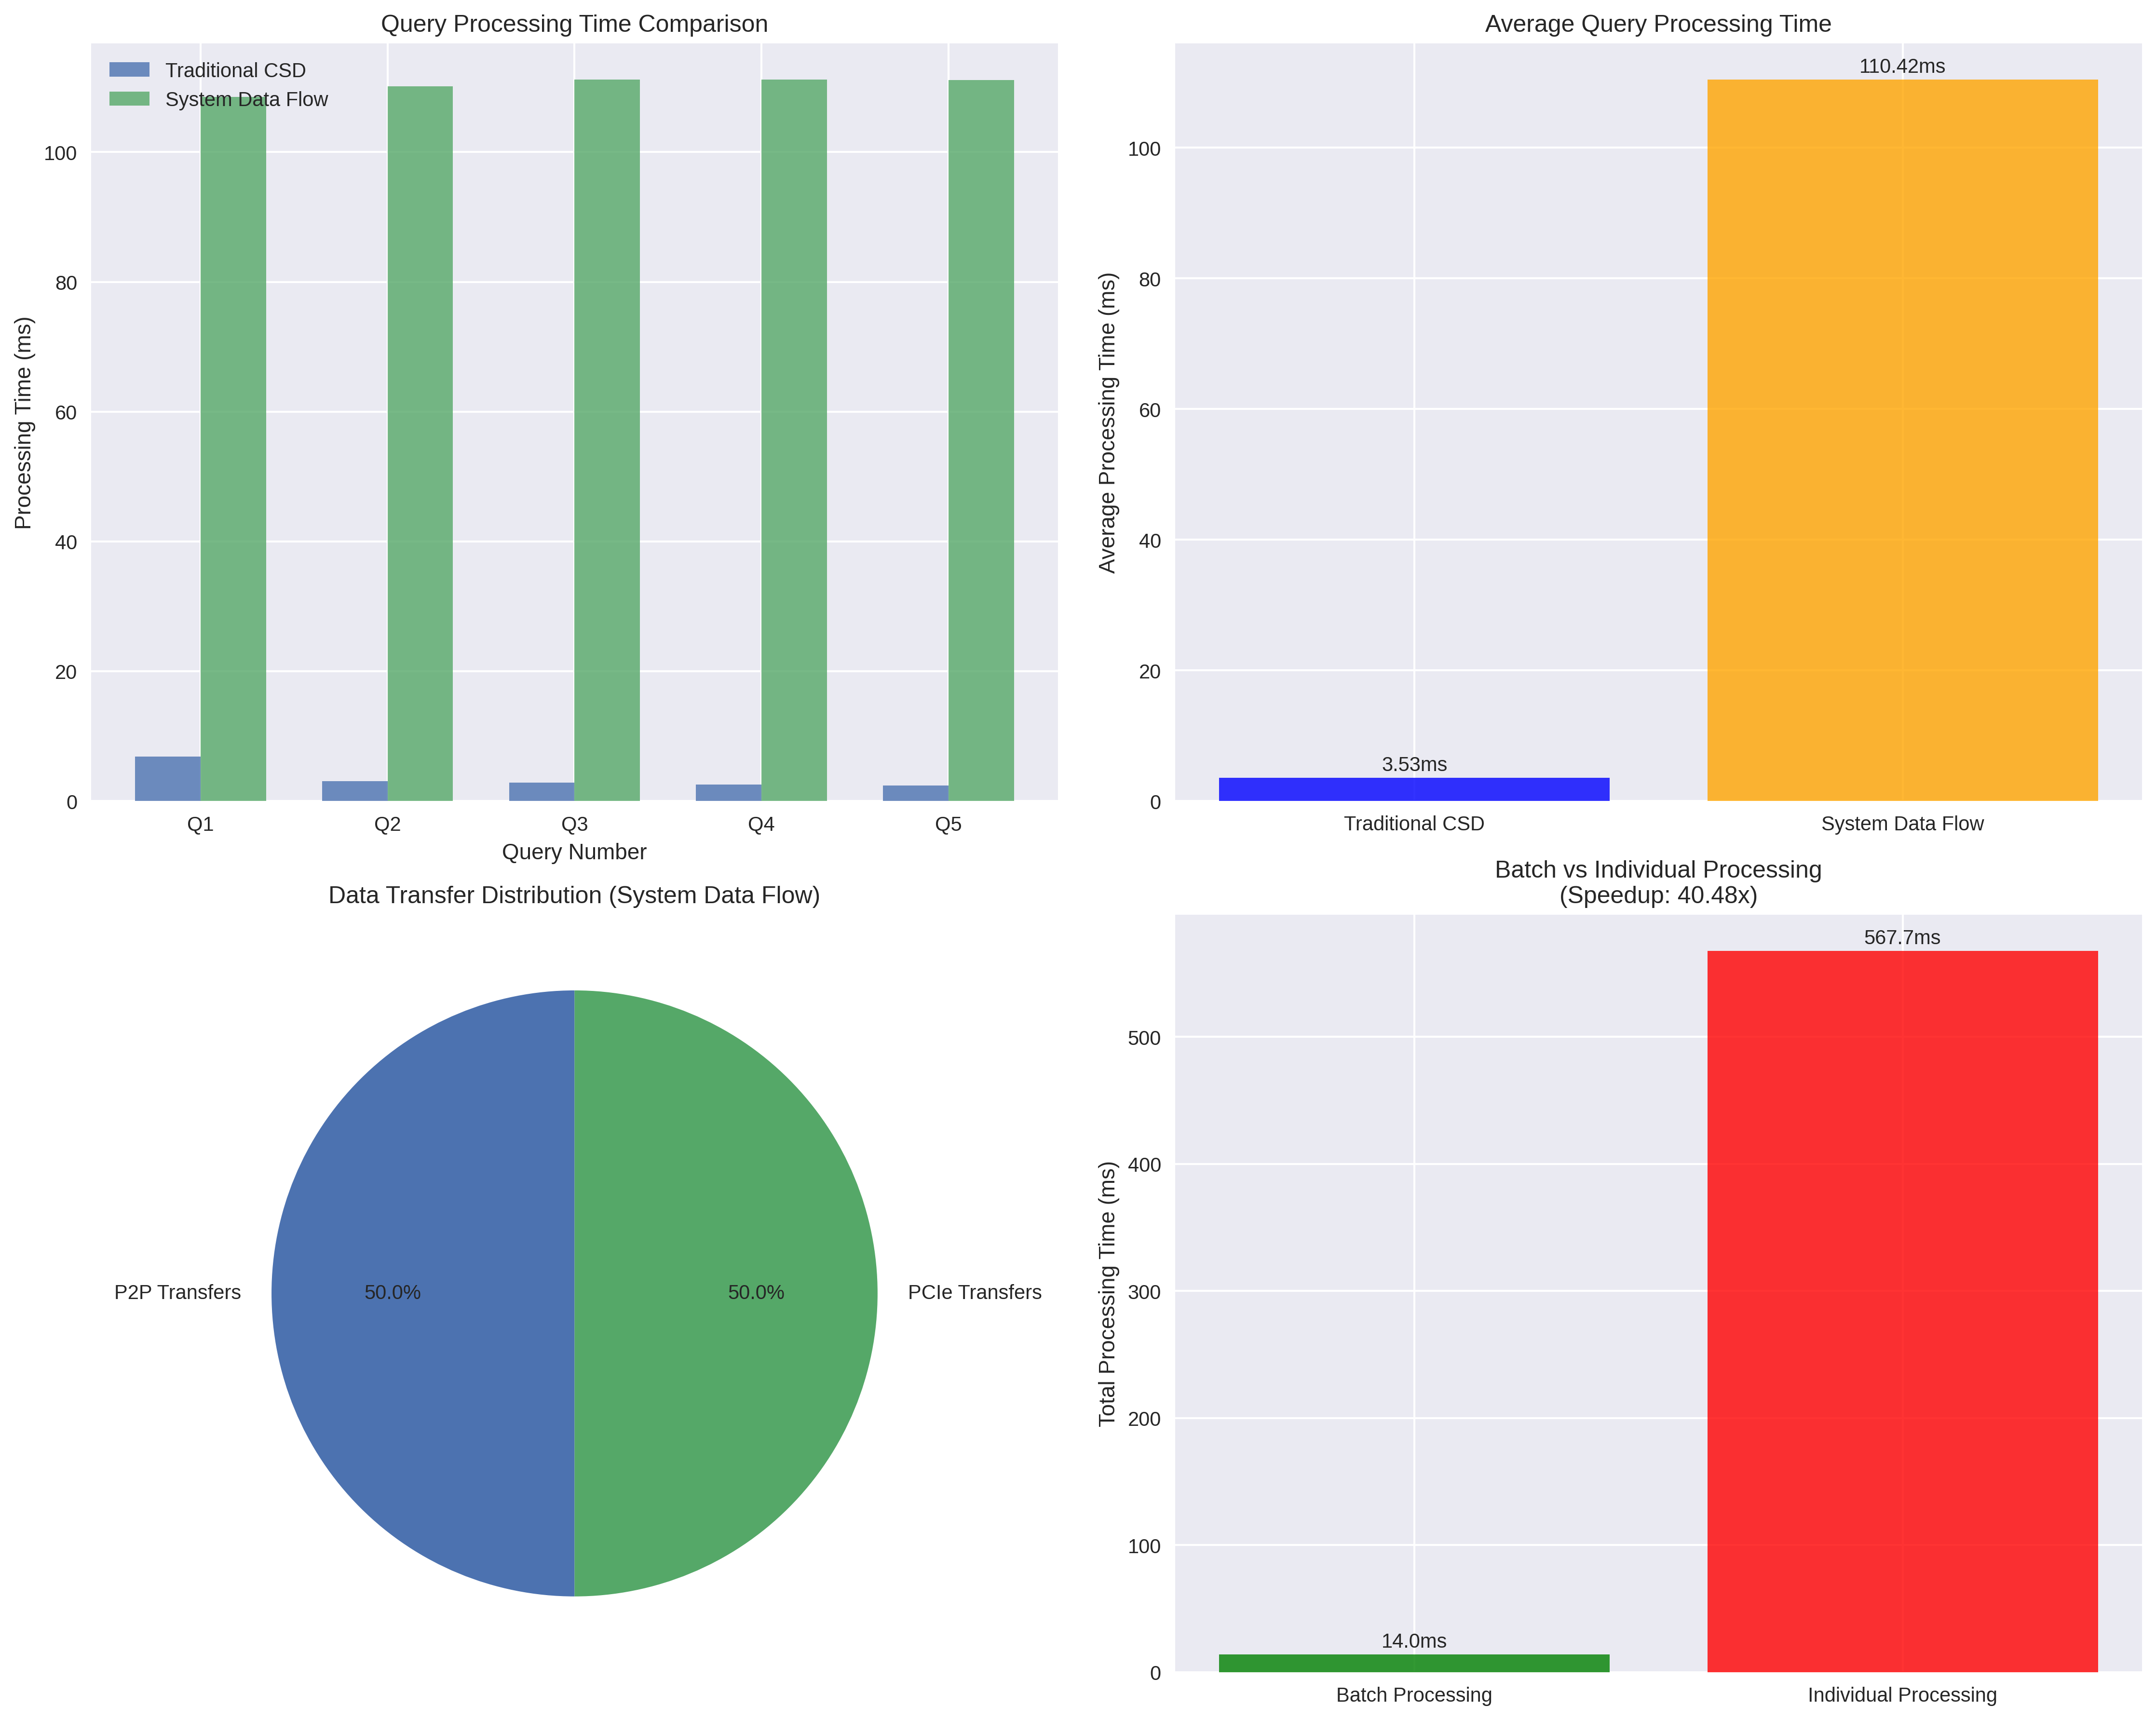 Query Processing Time Comparison
Traditional CSD
System Data Flow
Processing Time (ms)
100
80
60
40
20
0
Q1 Q2 Q3 Q4 Q5
Query Number
Average Query Processing Time
110.42ms
3.53ms
Average Processing Time (ms)
100
80
60
40
20
0
Traditional CSD System Data Flow
Data Transfer Distribution (System Data Flow)
P2P Transfers 50.0% 50.0% PCIe Transfers
Batch vs Individual Processing
(Speedup: 40.48x)
567.7ms
14.0ms
Total Processing Time (ms)
500
400
300
200
100
0
Batch Processing Individual Processing